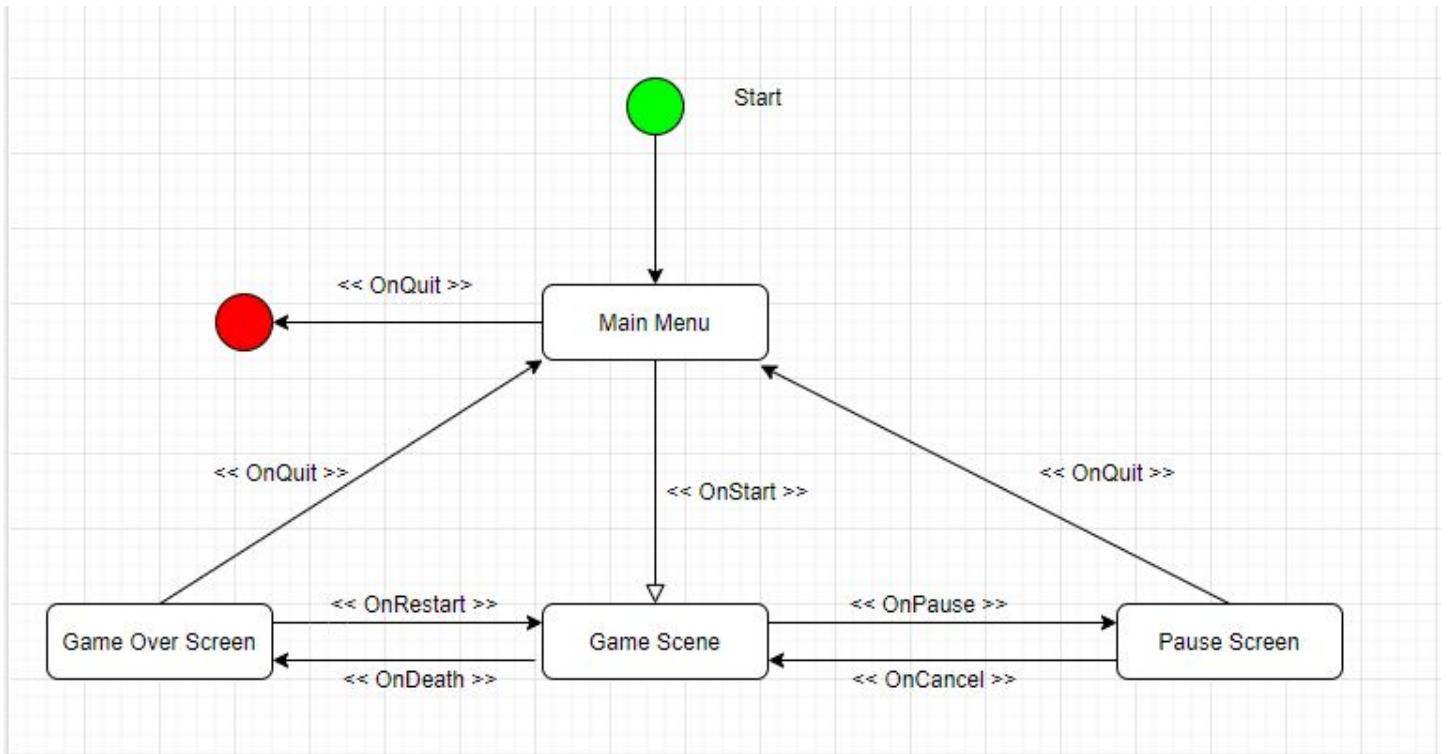 Start
<< OnQuit >>
Main Menu
<< OnQuit >>
<< OnStart >>
<< OnQuit >>
<< OnRestart >>
<< OnPause >>
Game Over Screen
Game Scene
Pause Screen
<< OnDeath >>
<< OnCancel >>